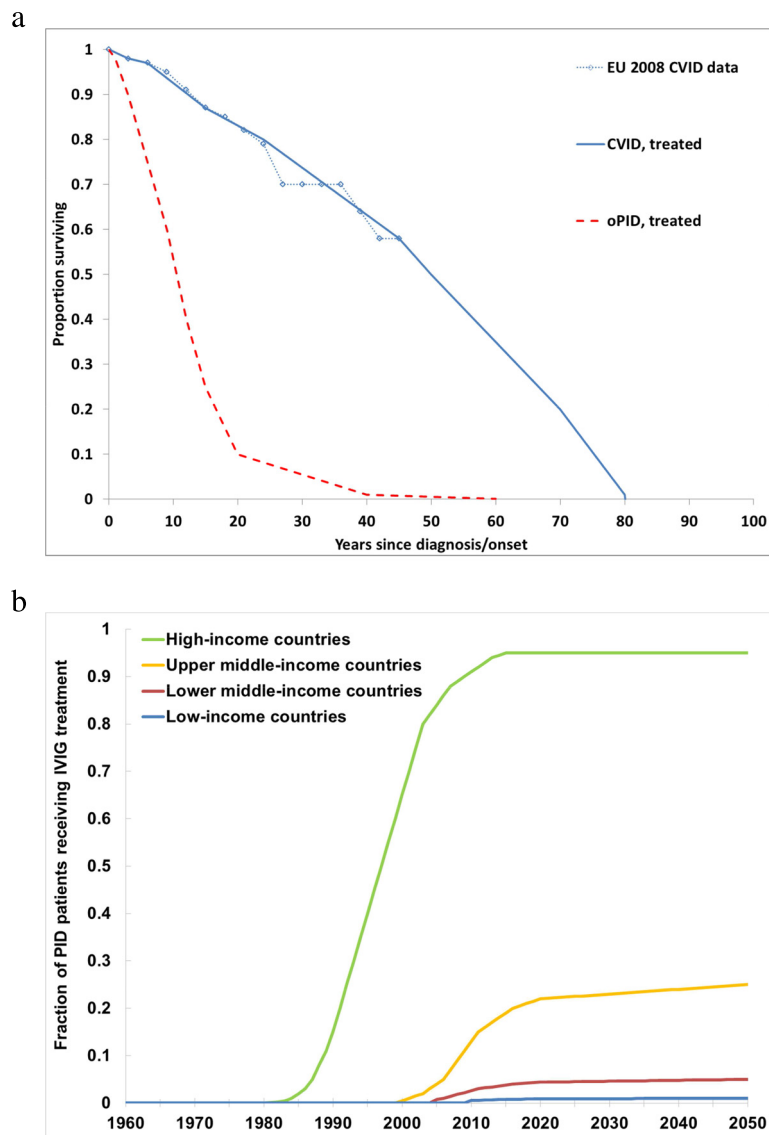 a
1
0.9
0.8
0.7
0.6
0.5
0.4
0.3
0.2
0.1
0
Proportion surviving
EU 2008 CVID data
CVID, treated
oPID, treated
0 10 20 30 40 50 60 70 80 90 100
Years since diagnosis/onset
b
1
0.9
0.8
0.7
0.6
0.5
0.4
0.3
0.2
0.1
0
Fraction of PID patients receiving IVIG treatment
High-income countries
Upper middle-income countries
Lower middle-income countries
Low-income countries
1960 1970 1980 1990 2000 2010 2020 2030 2040 2050